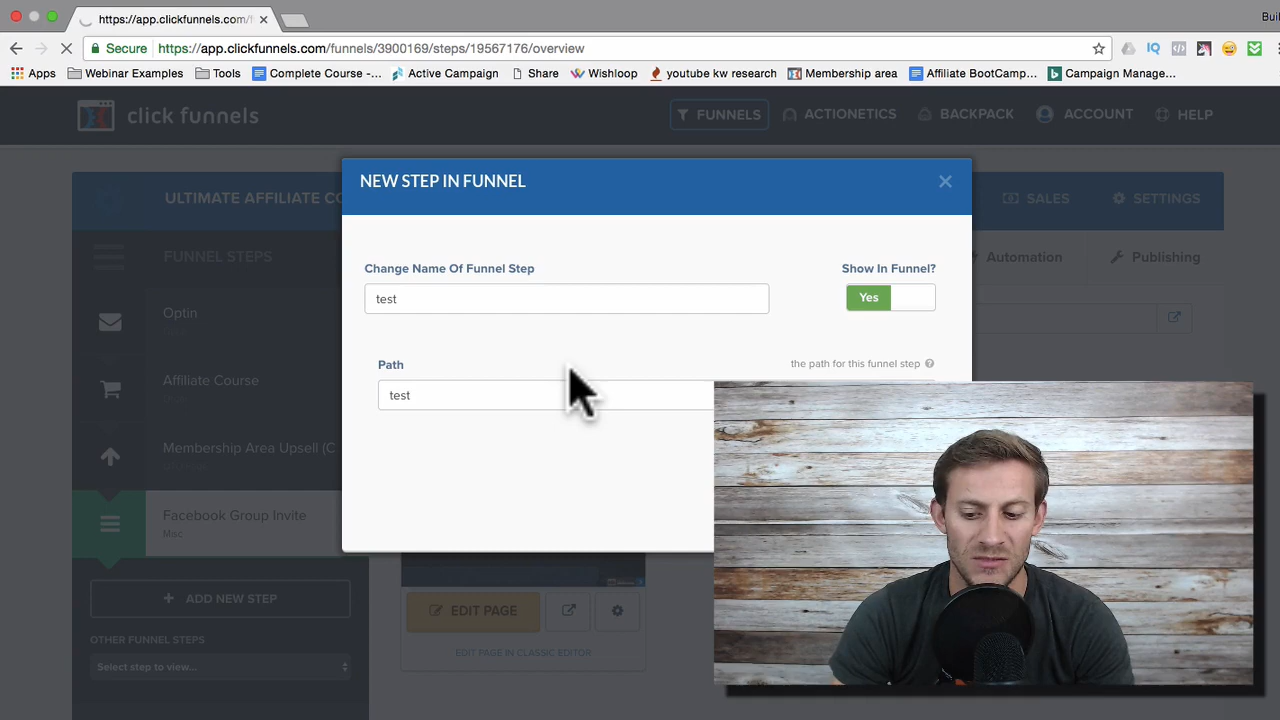 https://app.clickfunnels.com/f
Buil
Secure https://app.clickfunnels.com/funnels/3900169/steps/19567176/overview
Apps Webinar Examples Tools Complete Course -... Active Campaign Share Wishloop youtube kw research Membership area Affiliate BootCamp... Campaign Manage...
click funnels FUNNELS ACTIONETICS BACKPACK ACCOUNT HELP
NEW STEP IN FUNNEL
ULTIMATE AFFILIATE CO SALES SETTINGS
FUNNEL STEPS Automation Publishing
Change Name Of Funnel Step Show In Funnel?
test Yes
Optin
Path the path for this funnel step
Affiliate Course
test
Membership Area Upsell (C
Facebook Group Invite
Misc
ADD NEW STEP EDIT PAGE
OTHER FUNNEL STEPS
EDIT PAGE IN CLASSIC EDITOR
Select step to view...